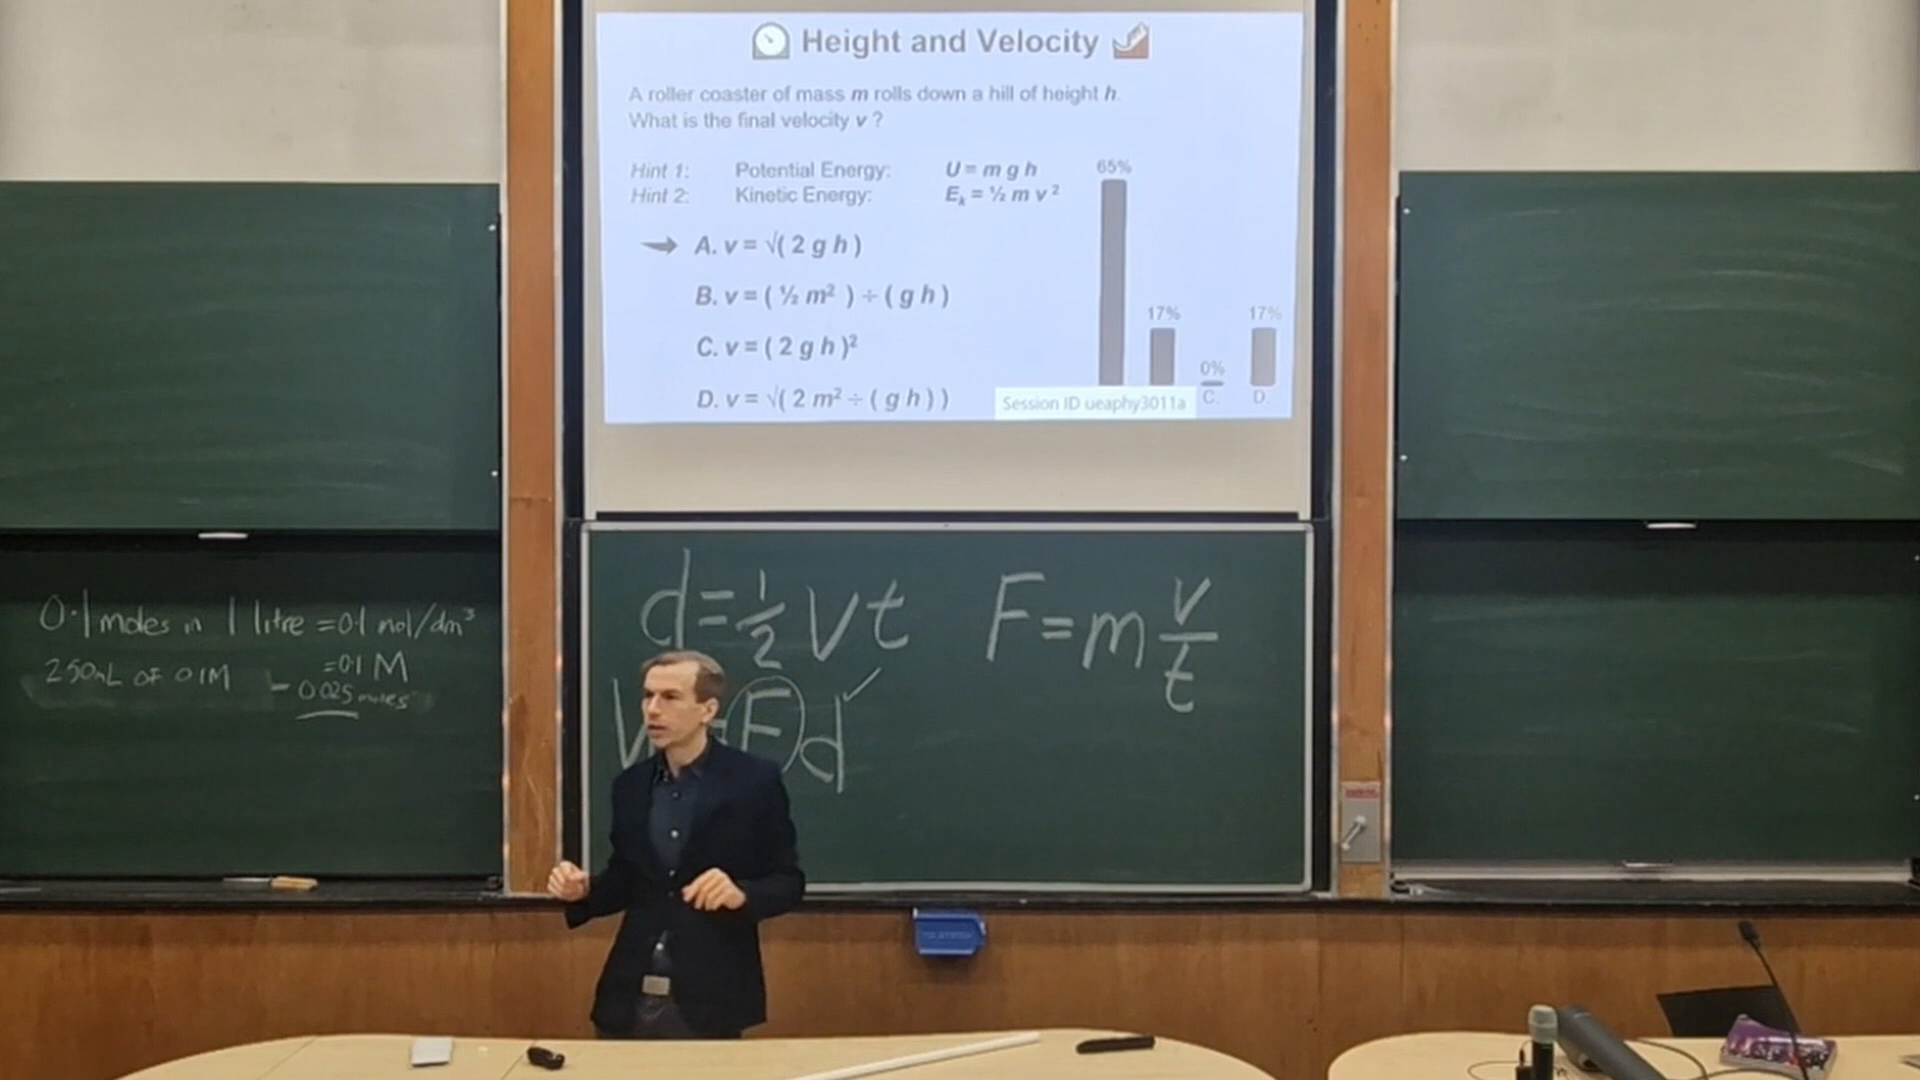 Height and Velocity
A roller coaster of mass m rolls down a hill of height h.
What is the final velocity v ?
Hint 1: Potential Energy: U = m g h
Hint 2: Kinetic Energy: Eₖ = ½ m v²
A. v = √( 2 g h )
B. v = ( ½ m² ) ÷ ( g h )
C. v = ( 2 g h )²
D. v = √( 2 m² ÷ ( g h ) )
65%
17%
0%
17%
Session ID ueaphy3011a
C. D.
0.1 moles in 1 litre = 0.1 mol/dm³
= 0.1 M
250mL OF 0.1M
- 0.025 moles
d = ½ v t
F = m v/t
= F d ✓